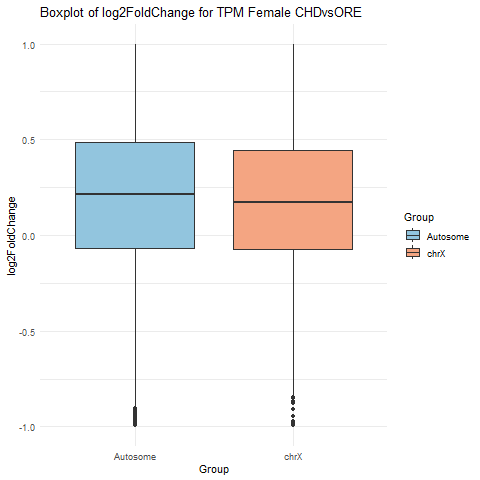 Boxplot of log2FoldChange for TPM Female CHDvsORE
1.0
0.5
0.0
-0.5
-1.0
log2FoldChange
Autosome
chrX
Group
Group
Autosome
chrX